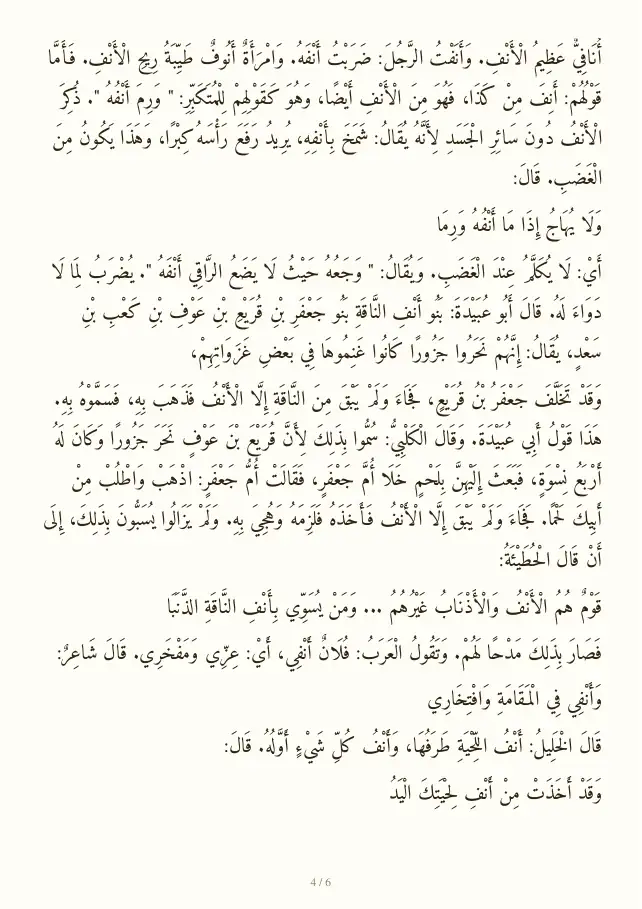 أُنَافِيٌّ عَظِيمُ الْأَنْفِ. وَأَنَفْتُ الرَّجُلَ: ضَرَبْتُ أَنْفَهُ. وَامْرَأَةٌ أَنُوفٌ طَيِّبَةُ رِيحِ الْأَنْفِ. فَأَمَّا
قَوْلُهُمْ: أَنِفَ مِنْ كَذَا، فَهُوَ مِنَ الْأَنْفِ أَيْضًا، وَهُوَ كَقَوْلِهِمْ لِلْمُتَكَبِّرِ: " وَرِمَ أَنْفُهُ ". ذُكِرَ
الْأَنْفُ دُونَ سَائِرِ الْجَسَدِ لِأَنَّهُ يُقَالُ: شَمَخَ بِأَنْفِهِ، يُرِيدُ رَفَعَ رَأْسَهُ كِبْرًا، وَهَذَا يَكُونُ مِنَ
الْغَضَبِ. قَالَ:
وَلَا يُهَاجُ إِذَا مَا أَنْفُهُ وَرِمَا
أَيْ: لَا يُكَلَّمُ عِنْدَ الْغَضَبِ. وَيُقَالُ: " وَجَعُهُ حَيْثُ لَا يَضَعُ الرَّاقِي أَنْفَهُ ". يُضْرَبُ لِمَا لَا
دَوَاءَ لَهُ. قَالَ أَبُو عُبَيْدَةَ: بَنُو أَنْفِ النَّاقَةِ بَنُو جَعْفَرِ بْنِ قُرَيْعِ بْنِ عَوْفِ بْنِ كَعْبِ بْنِ
سَعْدٍ، يُقَالُ: إِنَّهُمْ نَحَرُوا جَزُورًا كَانُوا غَنِمُوهَا فِي بَعْضِ غَزَوَاتِهِمْ،
وَقَدْ تَخَلَّفَ جَعْفَرُ بْنُ قُرَيْعٍ، فَجَاءَ وَلَمْ يَبْقَ مِنَ النَّاقَةِ إِلَّا الْأَنْفُ فَذَهَبَ بِهِ، فَسَمَّوْهُ بِهِ.
هَذَا قَوْلُ أَبِي عُبَيْدَةَ. وَقَالَ الْكَلْبِيُّ: سُمُّوا بِذَلِكَ لِأَنَّ قُرَيْعَ بْنَ عَوْفٍ نَحَرَ جَزُورًا وَكَانَ لَهُ
أَرْبَعُ نِسْوَةٍ، فَبَعَثَ إِلَيْهِنَّ بِلَحْمٍ خَلَا أُمَّ جَعْفَرٍ، فَقَالَتْ أُمُّ جَعْفَرٍ: اذْهَبْ وَاطْلُبْ مِنْ
أَبِيكَ لَحْمًا. فَجَاءَ وَلَمْ يَبْقَ إِلَّا الْأَنْفُ فَأَخَذَهُ فَلَزِمَهُ وَهُجِيَ بِهِ. وَلَمْ يَزَالُوا يُسَبُّونَ بِذَلِكَ، إِلَى
أَنْ قَالَ الْحُطَيْئَةُ:
قَوْمٌ هُمُ الْأَنْفُ وَالْأَذْنَابُ غَيْرُهُمُ ... وَمَنْ يُسَوِّي بِأَنْفِ النَّاقَةِ الذَّنَبَا
فَصَارَ بِذَلِكَ مَدْحًا لَهُمْ. وَتَقُولُ الْعَرَبُ: فُلَانٌ أَنْفِي، أَيْ: عِزِّي وَمَفْخَرِي. قَالَ شَاعِرٌ:
وَأَنْفِي فِي الْمَقَامَةِ وَافْتِخَارِي
قَالَ الْخَلِيلُ: أَنْفُ اللِّحْيَةِ طَرَفُهَا، وَأَنْفُ كُلِّ شَيْءٍ أَوَّلُهُ. قَالَ:
وَقَدْ أَخَذَتْ مِنْ أَنْفِ لِحْيَتِكَ الْيَدُ
4 / 6